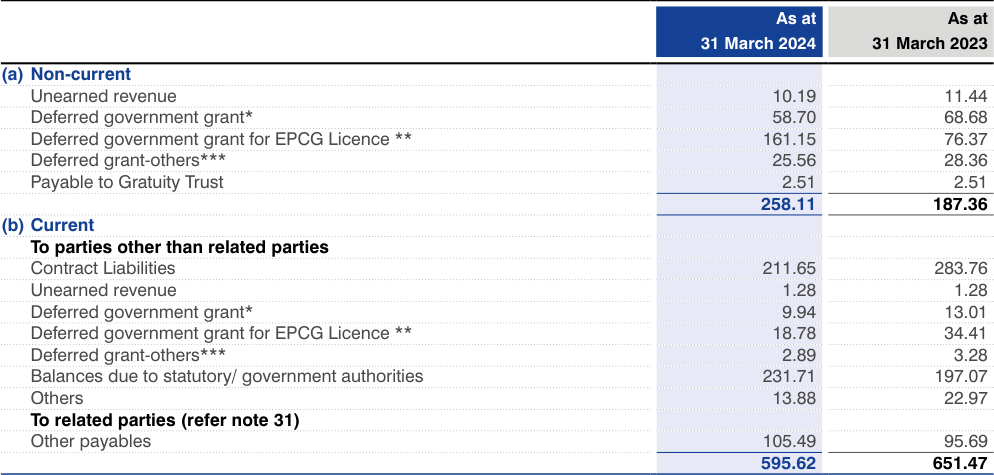 As at As at
31 March 2024 31 March 2023
(a) Non-current
Unearned revenue 10.19 11.44
Deferred government grant* 58.70 68.68
Deferred government grant for EPCG Licence ** 161.15 76.37
Deferred grant-others*** 25.56 28.36
Payable to Gratuity Trust 2.51 2.51
258.11 187.36
(b) Current
To parties other than related parties
Contract Liabilities 211.65 283.76
Unearned revenue 1.28 1.28
Deferred government grant* 9.94 13.01
Deferred government grant for EPCG Licence ** 18.78 34.41
Deferred grant-others*** 2.89 3.28
Balances due to statutory/ government authorities 231.71 197.07
Others 13.88 22.97
To related parties (refer note 31)
Other payables 105.49 95.69
595.62 651.47